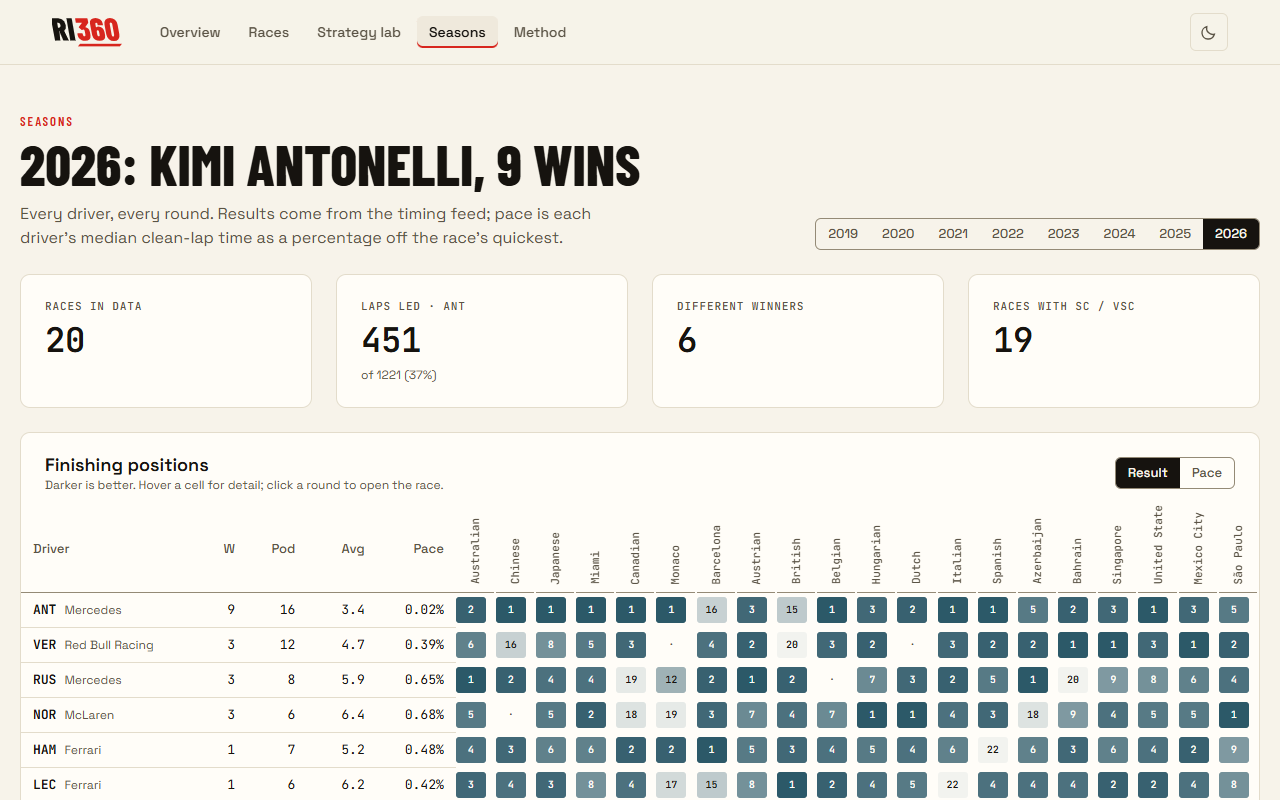 RI360 Overview Races Strategy lab Seasons Method
SEASONS
2026: KIMI ANTONELLI, 9 WINS
Every driver, every round. Results come from the timing feed; pace is each
driver's median clean-lap time as a percentage off the race's quickest.
2019 2020 2021 2022 2023 2024 2025 2026
RACES IN DATA
20
LAPS LED · ANT
451
of 1221 (37%)
DIFFERENT WINNERS
6
RACES WITH SC / VSC
19
Finishing positions
Darker is better. Hover a cell for detail; click a round to open the race.
Result Pace
Driver W Pod Avg Pace Australian Chinese Japanese Miami Canadian Monaco Barcelona Austrian British Belgian Hungarian Dutch Italian Spanish Azerbaijan Bahrain Singapore United State Mexico City São Paulo
ANT Mercedes 9 16 3.4 0.02% 2 1 1 1 1 1 16 3 15 1 3 2 1 1 5 2 3 1 3 5
VER Red Bull Racing 3 12 4.7 0.39% 6 16 8 5 3 · 4 2 20 3 2 · 3 2 2 1 1 3 1 2
RUS Mercedes 3 8 5.9 0.65% 1 2 4 4 19 12 2 1 2 · 7 3 2 5 1 20 9 8 6 4
NOR McLaren 3 6 6.4 0.68% 5 · 5 2 18 19 3 7 4 7 1 1 4 3 18 9 4 5 5 1
HAM Ferrari 1 7 5.2 0.48% 4 3 6 6 2 2 1 5 3 4 5 4 6 22 6 3 6 4 2 9
LEC Ferrari 1 6 6.2 0.42% 3 4 3 8 4 17 15 8 1 2 4 5 22 4 4 4 2 2 4 8